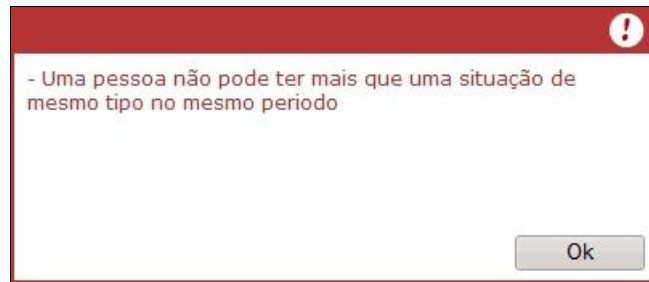 - Uma pessoa não pode ter mais que uma situação de
mesmo tipo no mesmo periodo
Ok